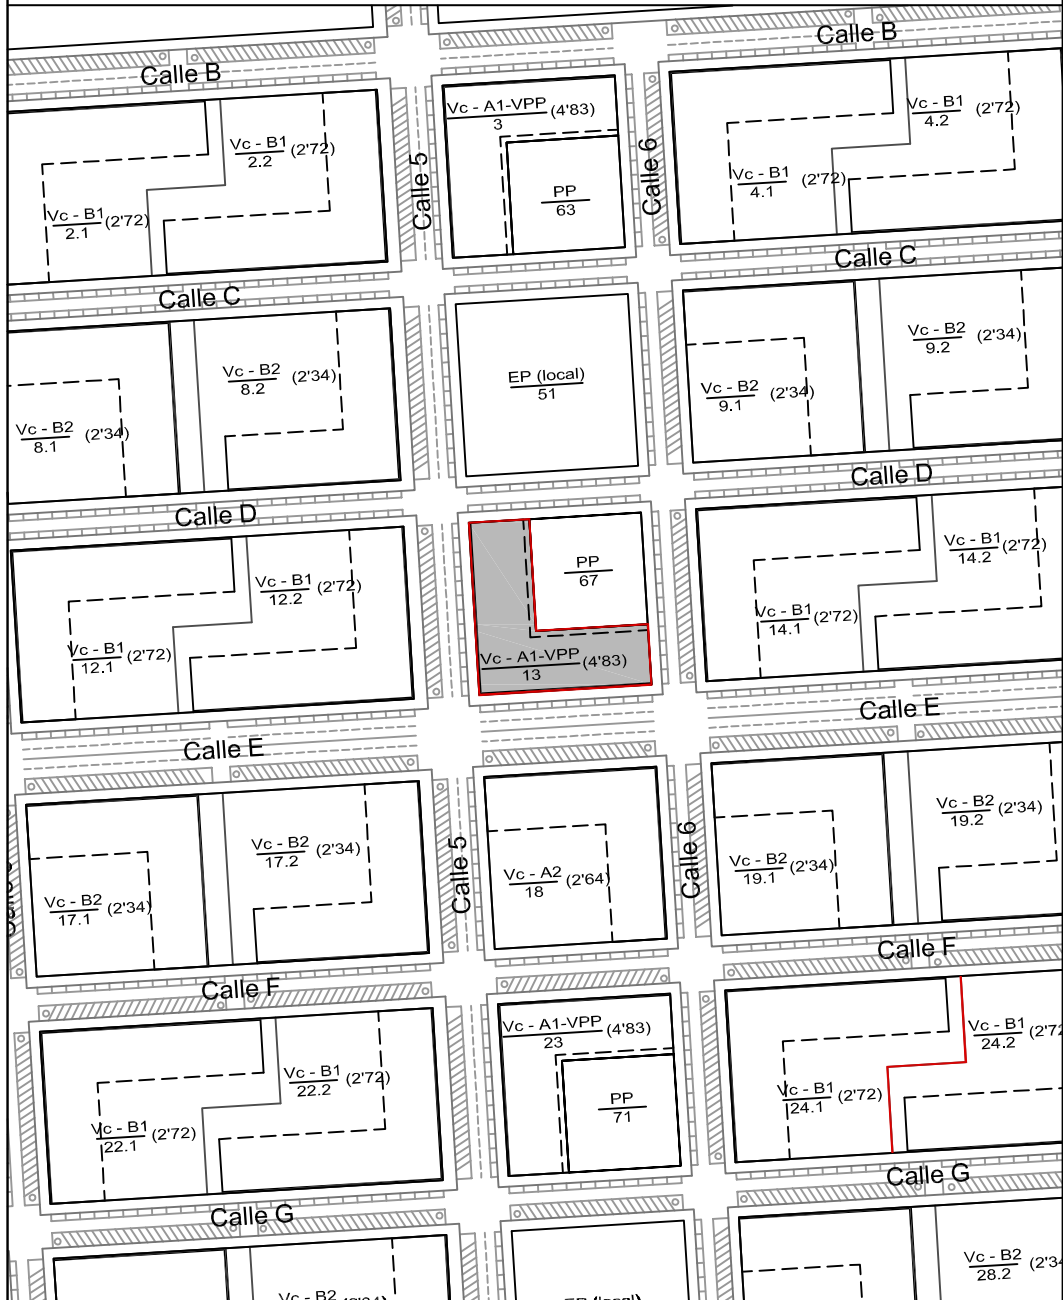 Calle B
Calle B
Vc - B1 (2'72)
2.2
Vc - B1 (2'72)
2.1
Calle 5
Vc - A1-VPP (4'83)
3
PP
63
Calle 6
Vc - B1 (2'72)
4.2
Vc - B1 (2'72)
4.1
Calle C
Calle C
Vc - B2 (2'34)
8.2
Vc - B2 (2'34)
8.1
EP (local)
51
Vc - B2 (2'34)
9.2
Vc - B2 (2'34)
9.1
Calle D
Calle D
Vc - B1 (2'72)
12.2
Vc - B1 (2'72)
12.1
PP
67
Vc - A1-VPP (4'83)
13
Vc - B1 (2'72)
14.2
Vc - B1 (2'72)
14.1
Calle E
Calle E
Vc - B2 (2'34)
17.2
Vc - B2 (2'34)
17.1
Calle 5
Vc - A2 (2'64)
18
Calle 6
Vc - B2 (2'34)
19.2
Vc - B2 (2'34)
19.1
Calle F
Calle F
Vc - B1 (2'72)
22.2
Vc - B1 (2'72)
22.1
Vc - A1-VPP (4'83)
23
PP
71
Vc - B1 (2'72
24.2
Vc - B1 (2'72)
24.1
Calle G
Calle G
Vc - B2 (2'34
28.2
Vc - B2